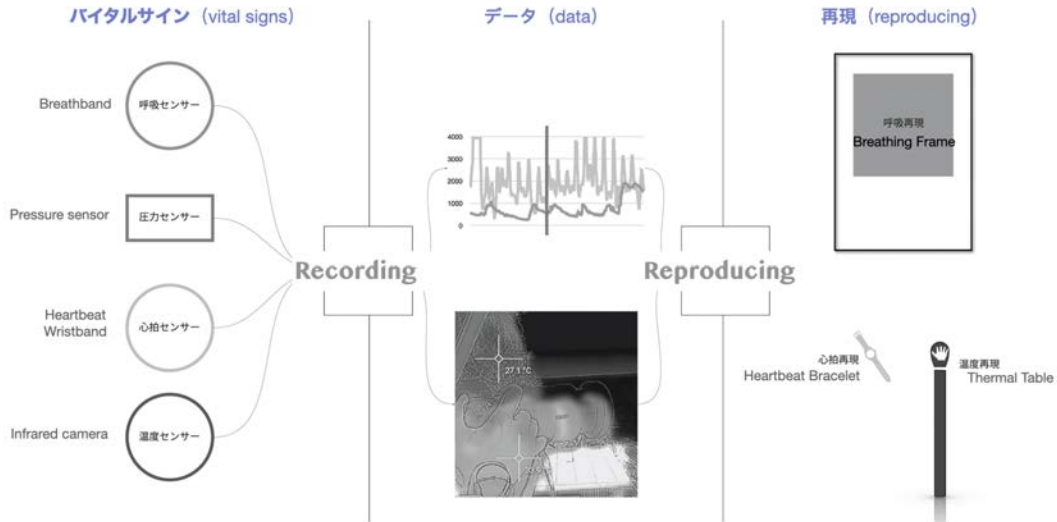 バイタルサイン（vital signs）
データ（data）
再現（reproducing）
Breathband
呼吸センサー
Pressure sensor
圧力センサー
Heartbeat
Wristband
心拍センサー
Infrared camera
温度センサー
Recording
4000
3000
2000
1000
0
27.1°C
Reproducing
呼吸再現
Breathing Frame
心拍再現
Heartbeat Bracelet
温度再現
Thermal Table